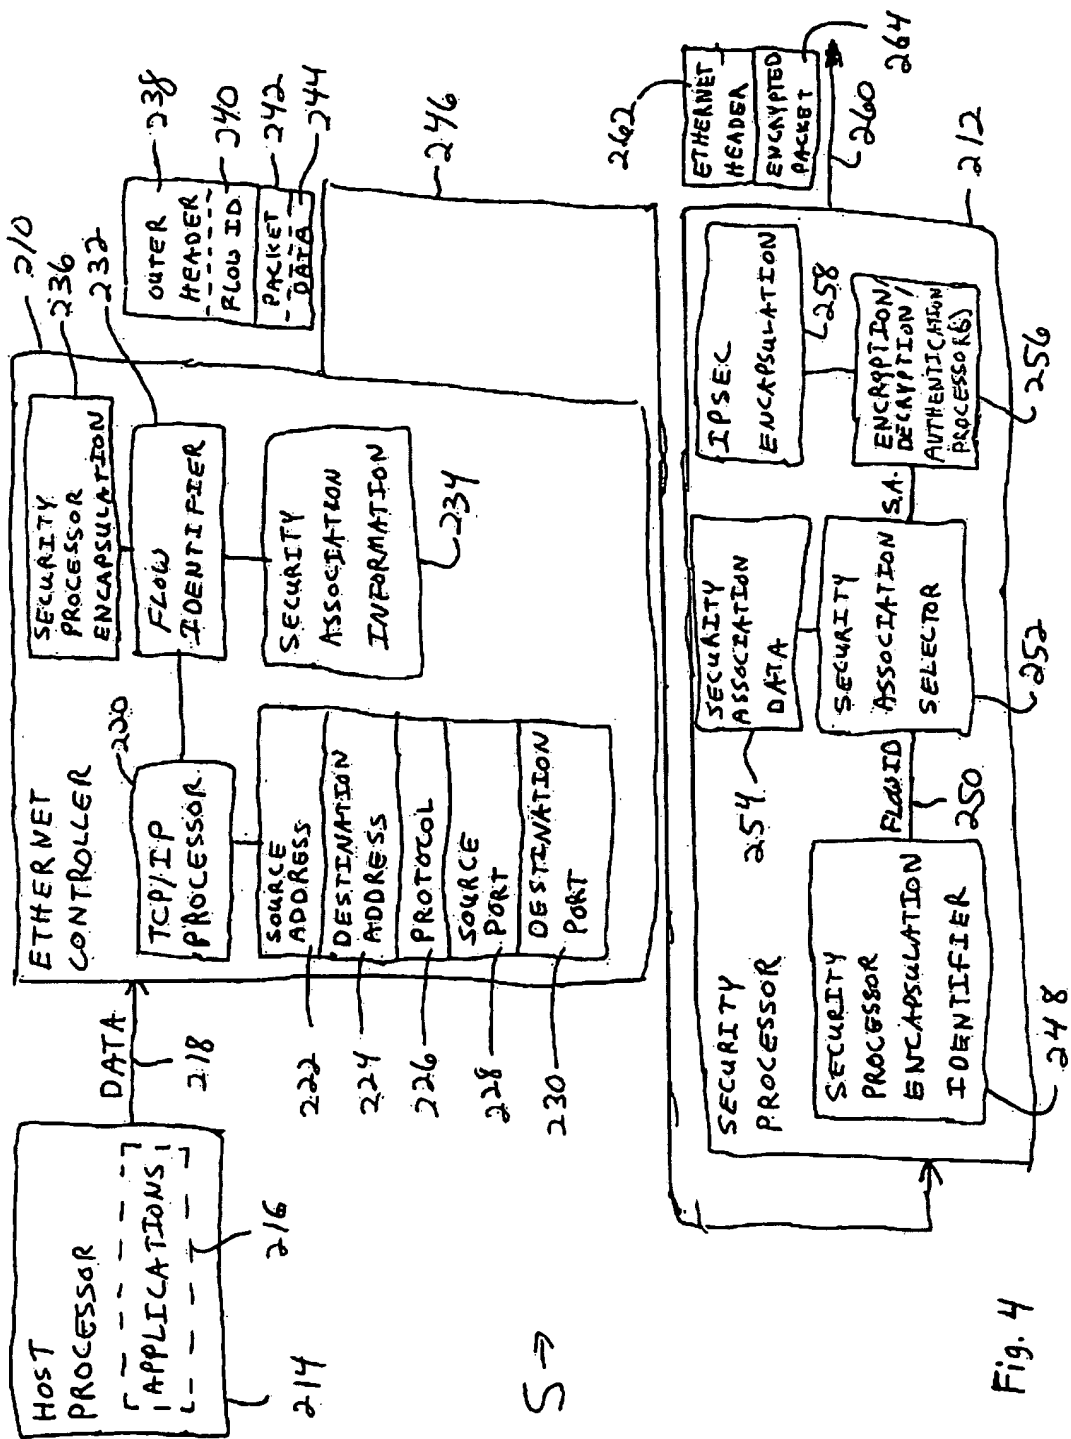 HOST
PROCESSOR
APPLICATIONS
214
216
DATA
218
ETHERNET
CONTROLLER
210
TCP/IP
PROCESSOR
220
SOURCE
ADDRESS
222
DESTINATION
ADDRESS
224
PROTOCOL
226
SOURCE
PORT
228
DESTINATION
PORT
230
SECURITY
PROCESSOR
ENCAPSULATION
236
FLOW
IDENTIFIER
232
SECURITY
ASSOCIATION
INFORMATION
234
OUTER
HEADER
238
FLOW ID
240
PACKET
242
DATA
244
246
SECURITY
PROCESSOR
212
SECURITY
PROCESSOR
ENCAPSULATION
IDENTIFIER
248
FLOW ID
250
SECURITY
ASSOCIATION
DATA
254
SECURITY
ASSOCIATION
SELECTOR
252
S.A.
IPSEC
ENCAPSULATION
258
ENCRYPTION/
DECRYPTION/
AUTHENTICATION
PROCESSOR(S)
256
262
ETHERNET
HEADER
ENCRYPTED
PACKET
264
260
S→
Fig. 4